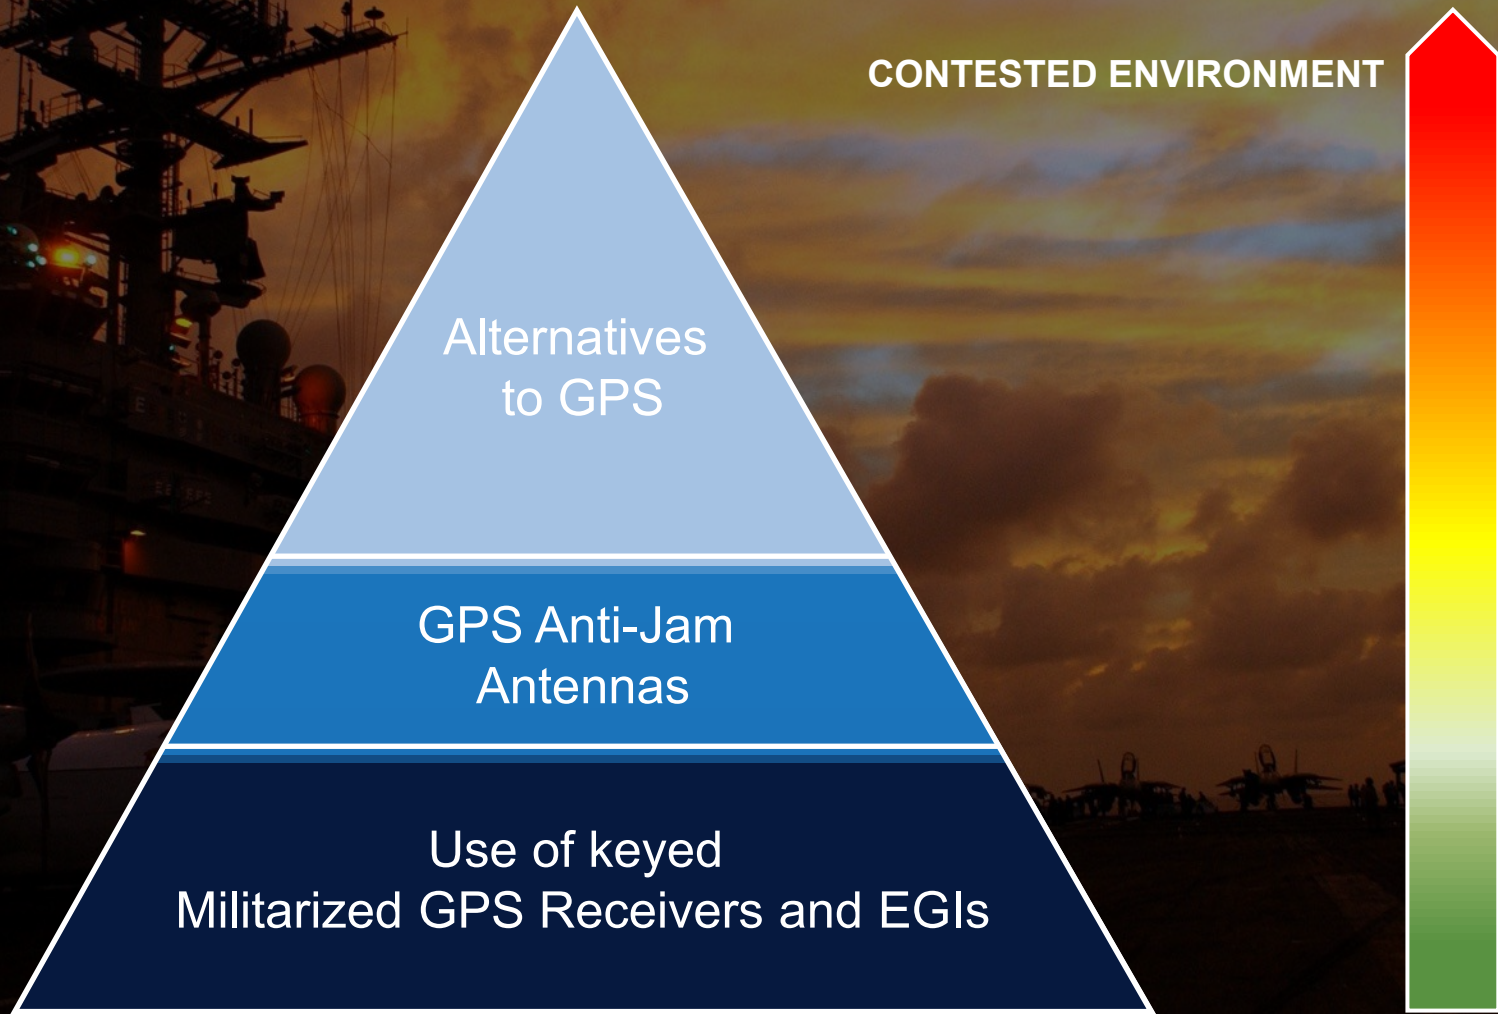 CONTESTED ENVIRONMENT
Alternatives
to GPS
GPS Anti-Jam
Antennas
Use of keyed
Militarized GPS Receivers and EGIs